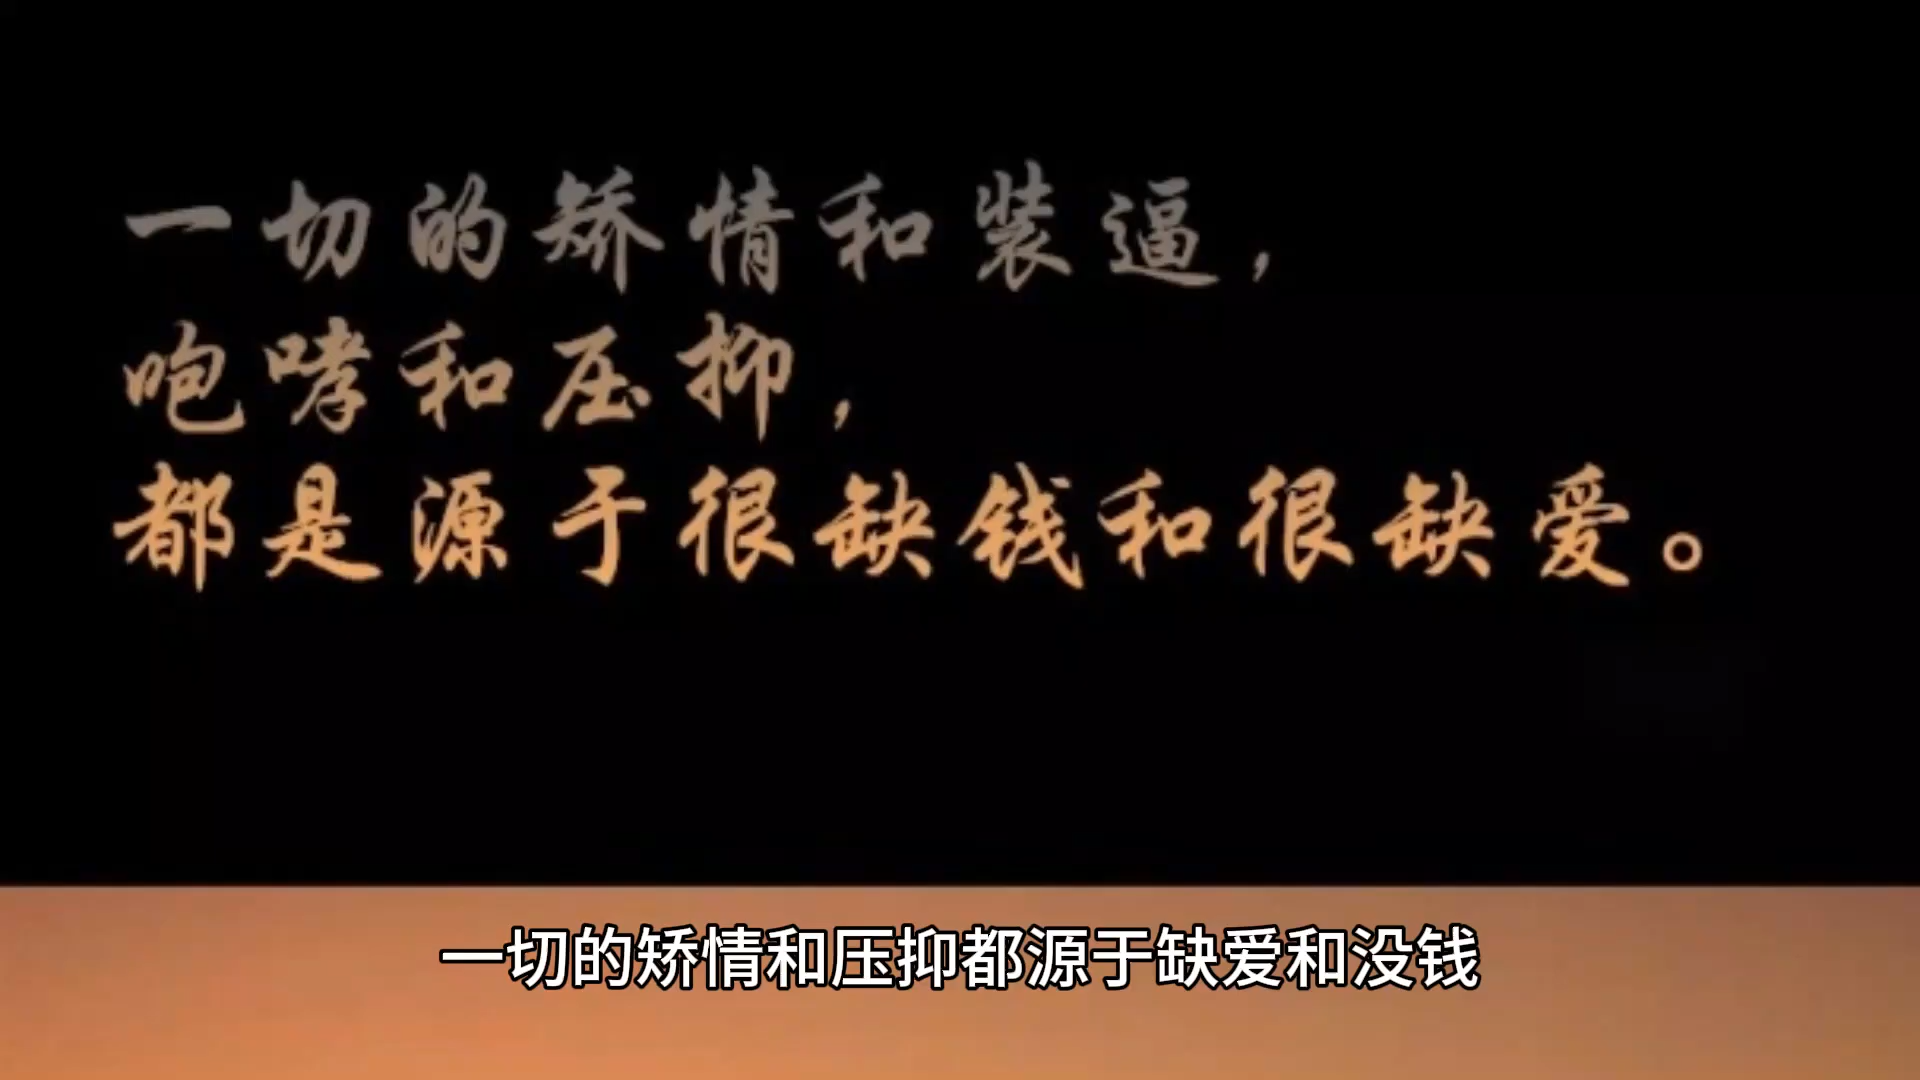 一切的矫情和装逼，
咆哮和压抑，
都是源于很缺钱和很缺爱。
一切的矫情和压抑都源于缺爱和没钱